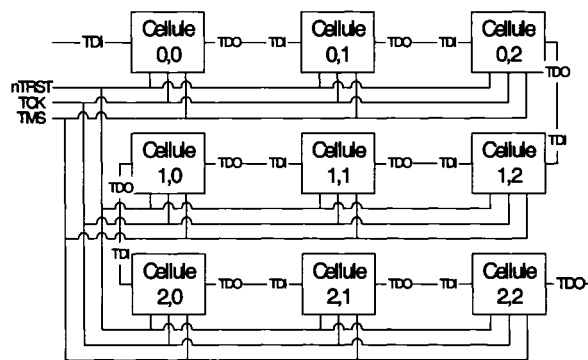 TDI Cellule 0,0 TDO TDI Cellule 0,1 TDO TDI Cellule 0,2
TDO
nTRST
TCK
TMS
TDI
TDO Cellule 1,0 TDO TDI Cellule 1,1 TDO TDI Cellule 1,2
TDI
Cellule 2,0 TDO TDI Cellule 2,1 TDO TDI Cellule 2,2 TDO